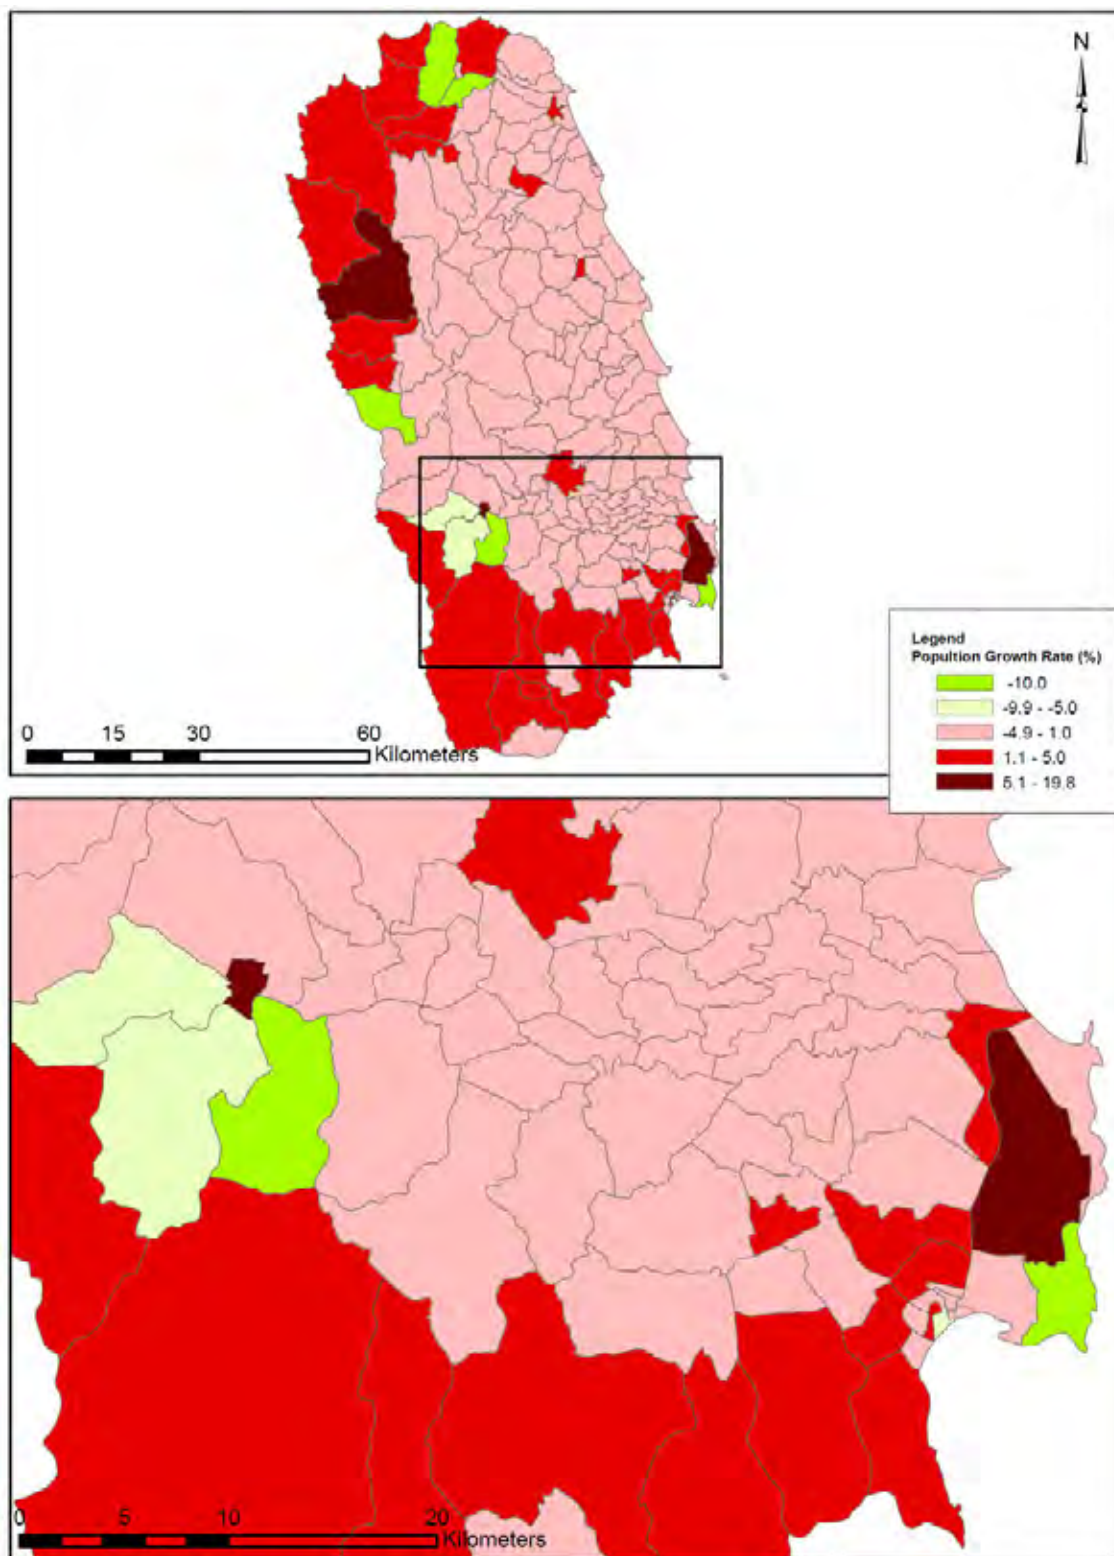 N
Legend
Popultion Growth Rate (%)
-10.0
-9.9 - -5.0
-4.9 - 1.0
1.1 - 5.0
5.1 - 19.8
0 15 30 60
Kilometers
0 5 10 20
Kilometers